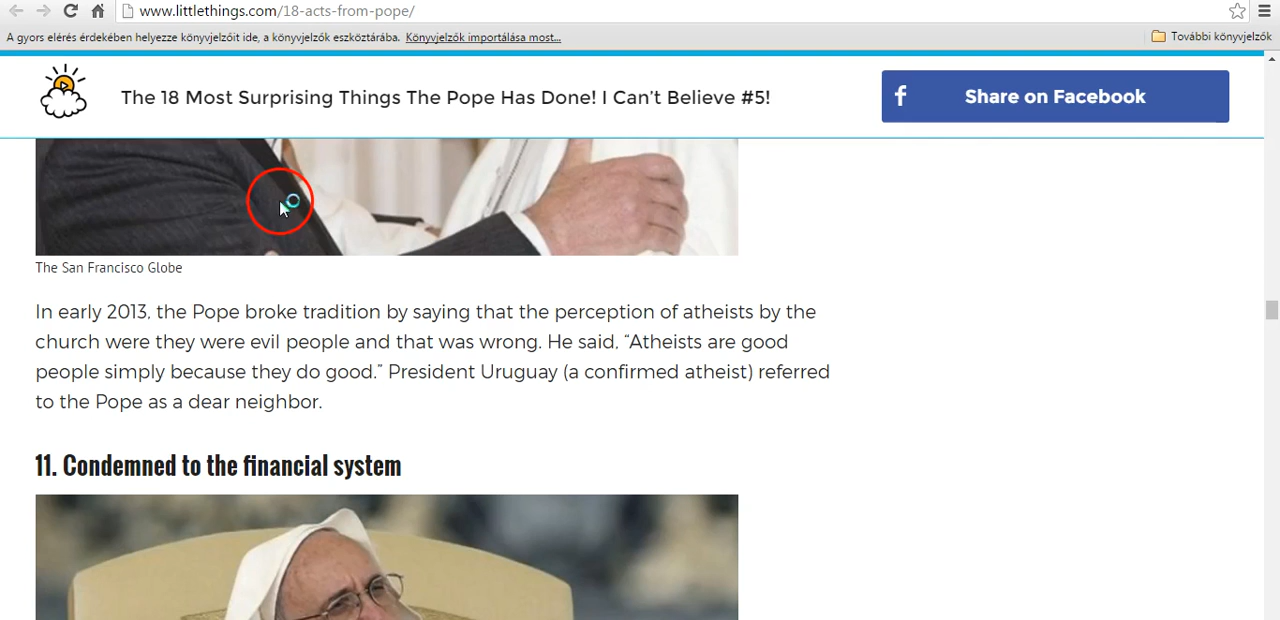 www.littlethings.com/18-acts-from-pope/
A gyors elérés érdekében helyezze könyvjelzőit ide, a könyvjelzők eszköztárába. Könyvjelzők importálása most...
További könyvjelzők
The 18 Most Surprising Things The Pope Has Done! I Can't Believe #5!
f Share on Facebook
The San Francisco Globe
In early 2013, the Pope broke tradition by saying that the perception of atheists by the
church were they were evil people and that was wrong. He said, “Atheists are good
people simply because they do good.” President Uruguay (a confirmed atheist) referred
to the Pope as a dear neighbor.
11. Condemned to the financial system